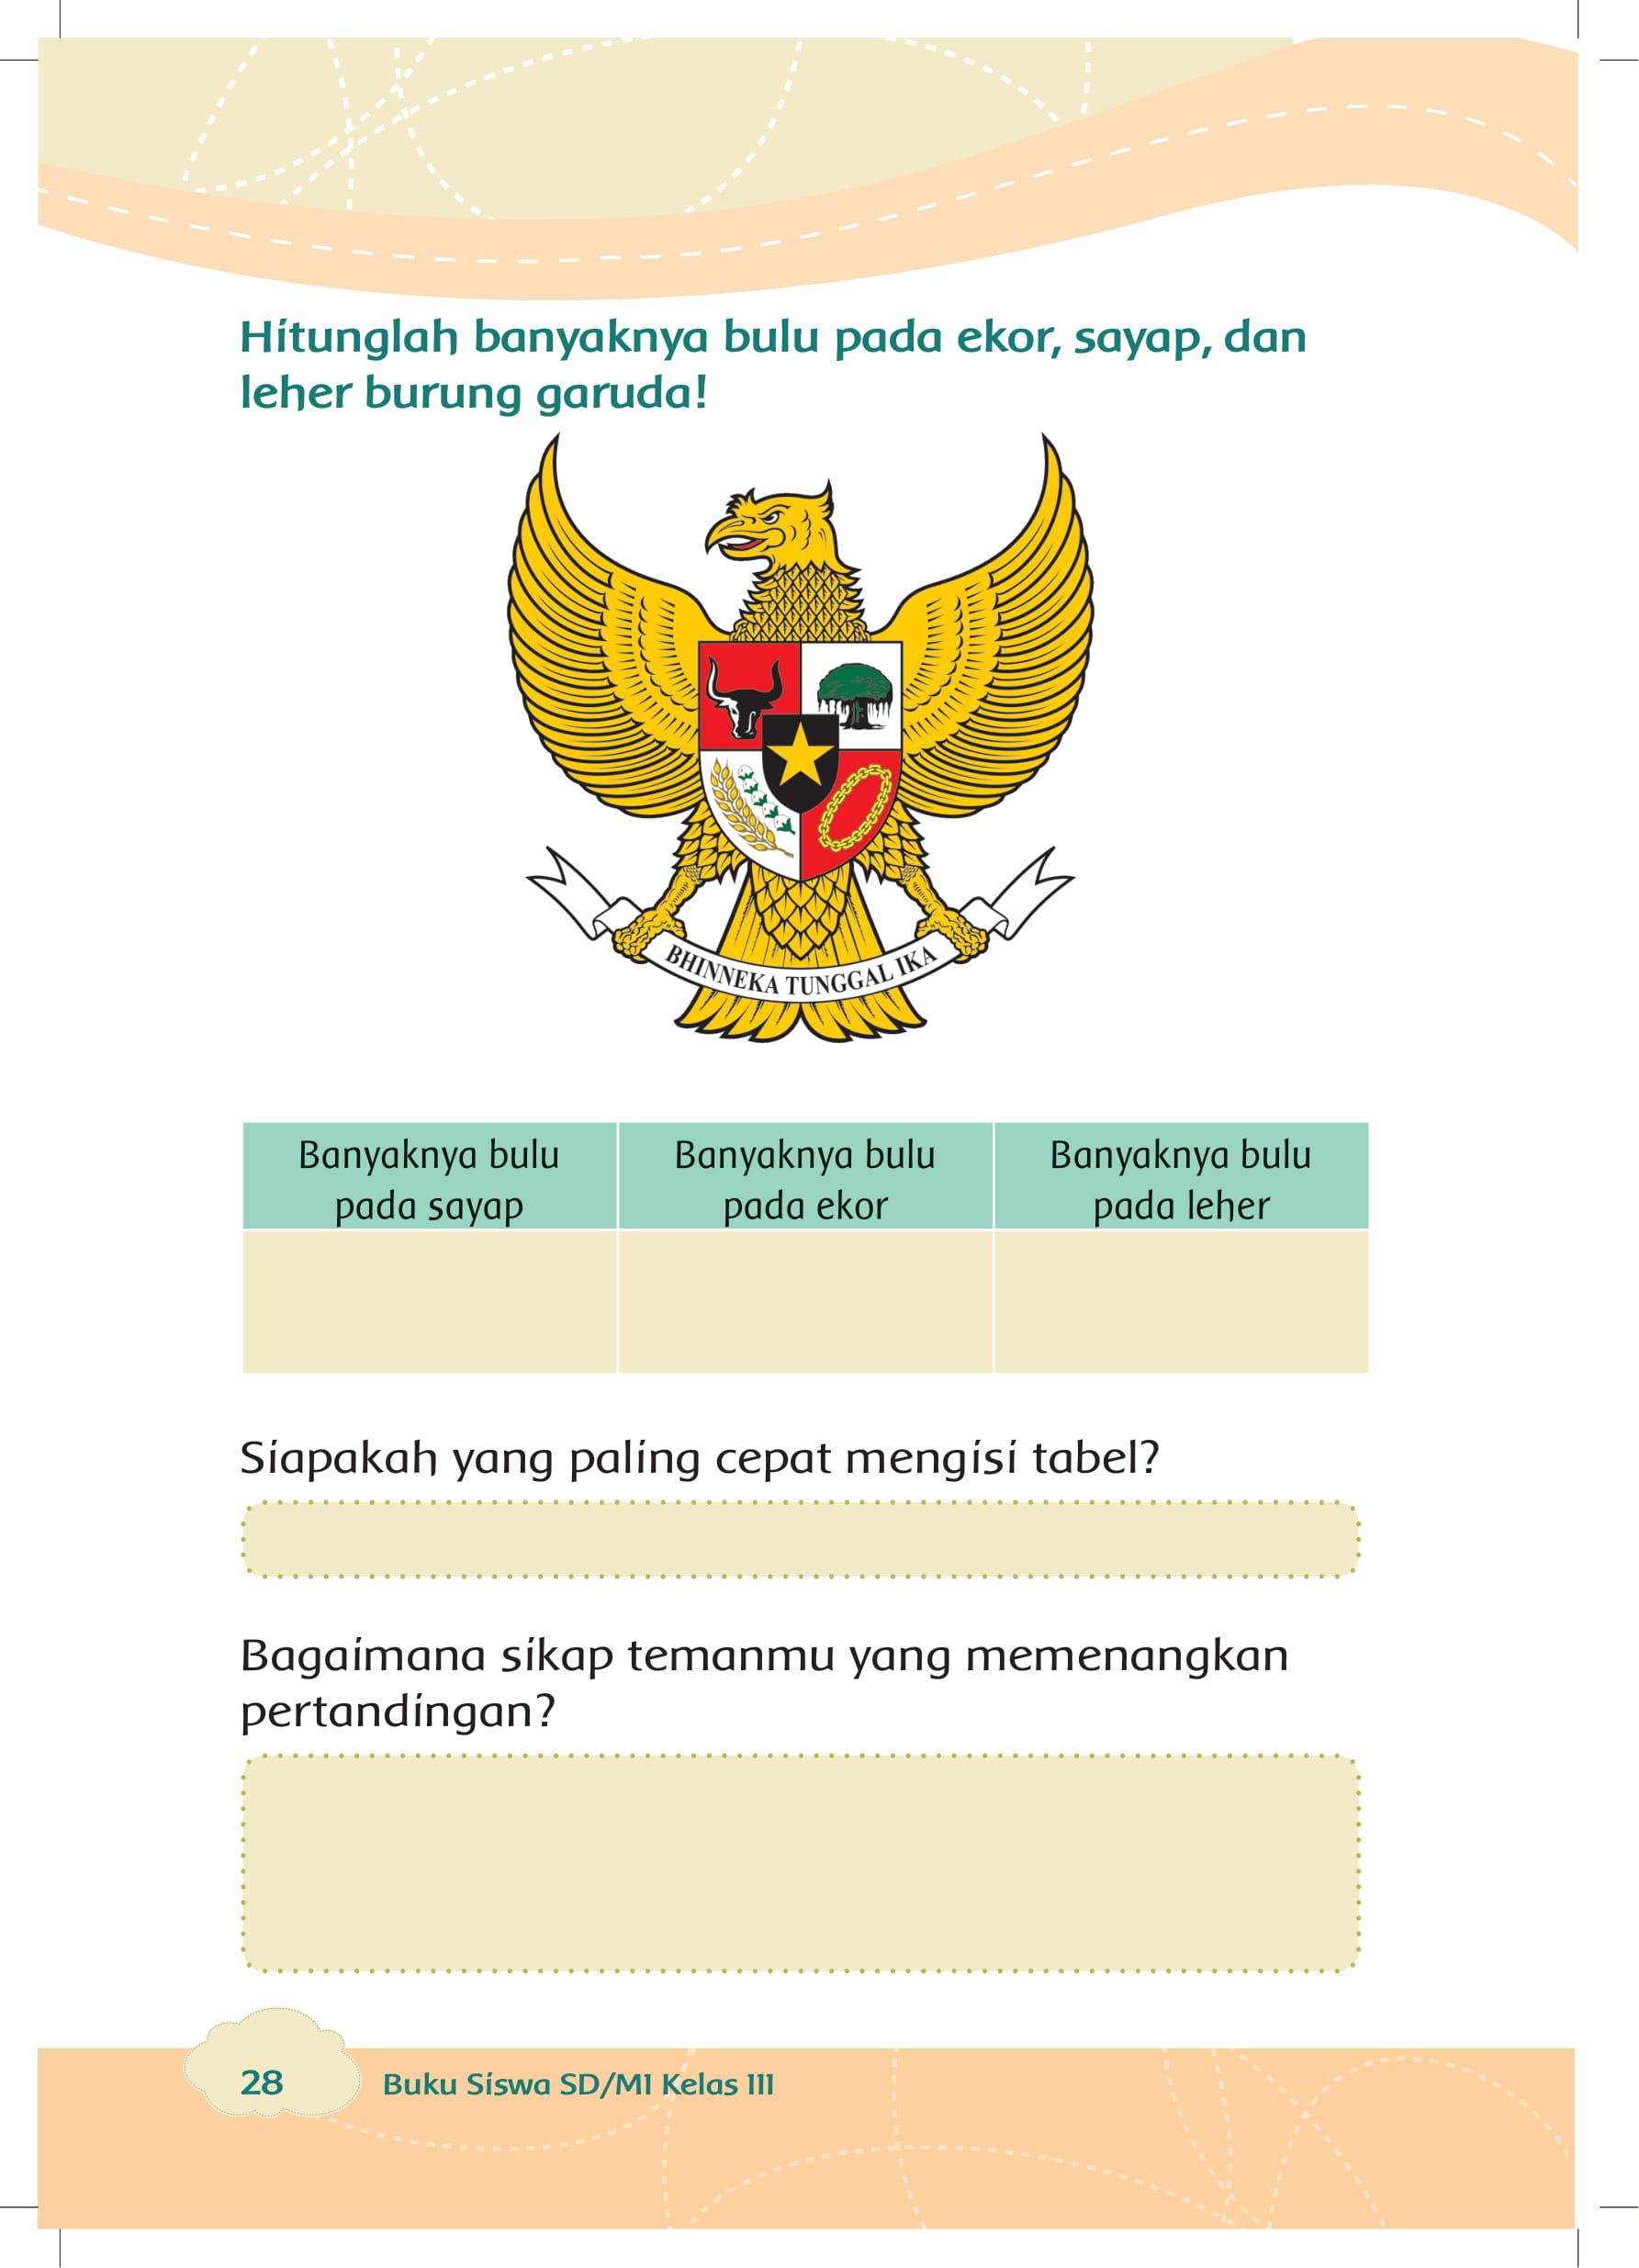 Hitunglah banyaknya bulu pada ekor, sayap, dan
leher burung garuda!
BHINNEKA TUNGGAL IKA
Banyaknya bulu
pada sayap
Banyaknya bulu
pada ekor
Banyaknya bulu
pada leher
Siapakah yang paling cepat mengisi tabel?
Bagaimana sikap temanmu yang memenangkan
pertandingan?
28
Buku Siswa SD/MI Kelas III